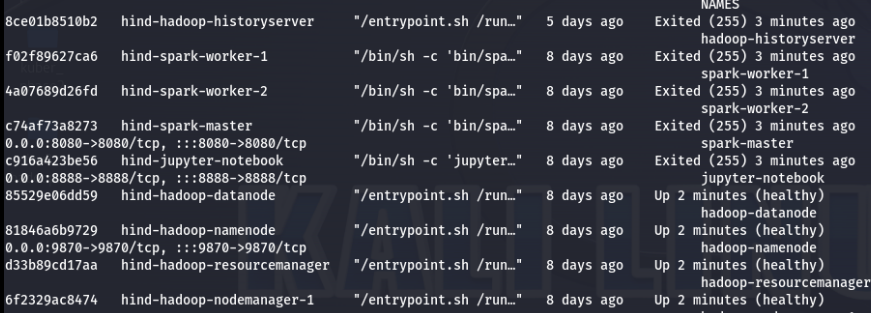 NAMES
8ce01b8510b2 hind-hadoop-historyserver "/entrypoint.sh /run…" 5 days ago Exited (255) 3 minutes ago
hadoop-historyserver
f02f89627ca6 hind-spark-worker-1 "/bin/sh -c 'bin/spa…" 8 days ago Exited (255) 3 minutes ago
spark-worker-1
4a07689d26fd hind-spark-worker-2 "/bin/sh -c 'bin/spa…" 8 days ago Exited (255) 3 minutes ago
spark-worker-2
c74af73a8273 hind-spark-master "/bin/sh -c 'bin/spa…" 8 days ago Exited (255) 3 minutes ago
0.0.0.0:8080->8080/tcp, :::8080->8080/tcp spark-master
c916a423be56 hind-jupyter-notebook "/bin/sh -c 'jupyter…" 8 days ago Exited (255) 3 minutes ago
0.0.0.0:8888->8888/tcp, :::8888->8888/tcp jupyter-notebook
85529e06dd59 hind-hadoop-datanode "/entrypoint.sh /run…" 8 days ago Up 2 minutes (healthy)
hadoop-datanode
81846a6b9729 hind-hadoop-namenode "/entrypoint.sh /run…" 8 days ago Up 2 minutes (healthy)
0.0.0.0:9870->9870/tcp, :::9870->9870/tcp hadoop-namenode
d33b89cd17aa hind-hadoop-resourcemanager "/entrypoint.sh /run…" 8 days ago Up 2 minutes (healthy)
hadoop-resourcemanager
6f2329ac8474 hind-hadoop-nodemanager-1 "/entrypoint.sh /run…" 8 days ago Up 2 minutes (healthy)